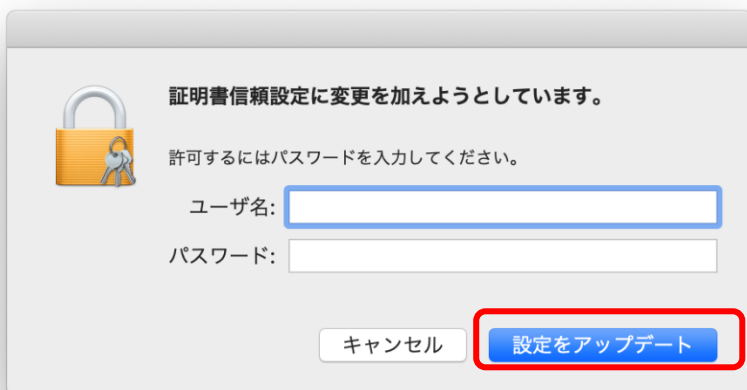 証明書信頼設定に変更を加えようとしています。
許可するにはパスワードを入力してください。
ユーザ名:
パスワード:
キャンセル 設定をアップデート